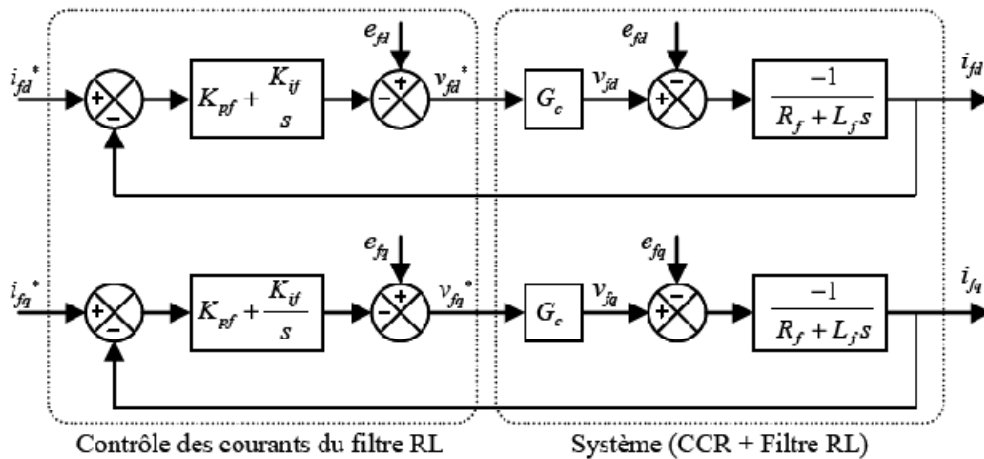 e_fd e_fd
i_fd* + - K_pf + K_if / s - + v_fd* G_c v_fd + - -1 / R_f + L_f s i_fd
e_fq e_fq
i_fq* + - K_pf + K_if / s - + v_fq* G_c v_fq + - -1 / R_f + L_f s i_fq
Contrôle des courants du filtre RL
Système (CCR + Filtre RL)